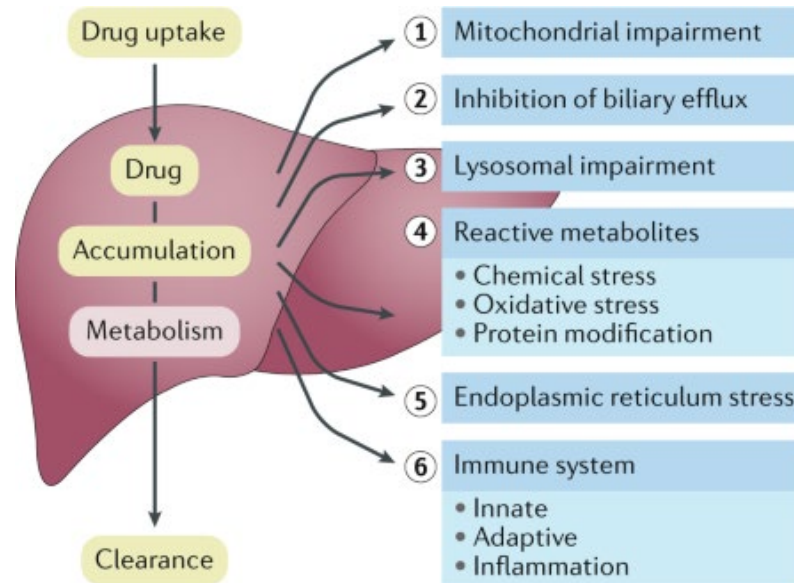 Drug uptake
Drug
Accumulation
Metabolism
Clearance
1 Mitochondrial impairment
2 Inhibition of biliary efflux
3 Lysosomal impairment
4 Reactive metabolites
• Chemical stress
• Oxidative stress
• Protein modification
5 Endoplasmic reticulum stress
6 Immune system
• Innate
• Adaptive
• Inflammation